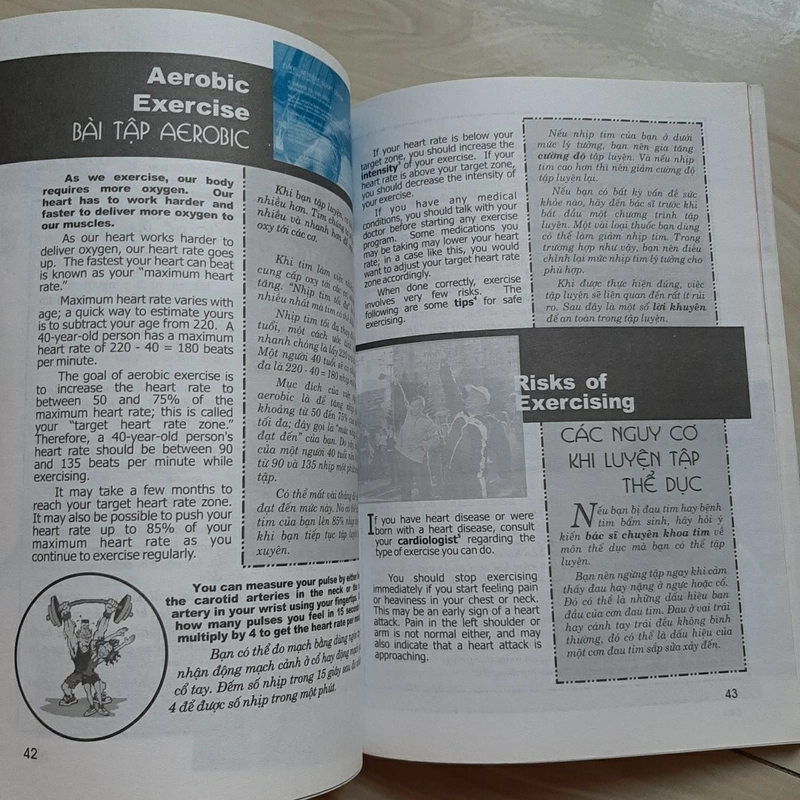 Aerobic
Exercise
BÀI TẬP AEROBIC
As we exercise, our body
requires more oxygen. Our
heart has to work harder and
faster to deliver more oxygen to
our muscles.
As our heart works harder to
deliver oxygen, our heart rate goes
up. The fastest your heart can beat
is known as your "maximum heart
rate."
Maximum heart rate varies with
age; a quick way to estimate yours
is to subtract your age from 220. A
40-year-old person has a maximum
heart rate of 220 - 40 = 180 beats
per minute.
The goal of aerobic exercise is
to increase the heart rate to
between 50 and 75% of the
maximum heart rate; this is called
your "target heart rate zone."
Therefore, a 40-year-old person's
heart rate should be between 90
and 135 beats per minute while
exercising.
It may take a few months to
reach your target heart rate zone.
It may also be possible to push your
heart rate up to 85% of your
maximum heart rate as you
continue to exercise regularly.
Khi bạn tập luyện, cơ
nhiều hơn. Tim chúng
nhiều và nhanh hơn để
oxy tới các cơ.
Khi tim làm việc
cung cấp oxy tới các cơ
tăng. "Nhịp tim tối đa"
nhiều nhất mà tim có thể
Nhịp tim tối đa thay
tuổi, một cách ước
nhanh chóng là lấy 220
Một người 40 tuổi sẽ có
đa là 220 - 40 = 180 nhịp
Mục đích của
aerobic là để tăng nhịp
khoảng từ 50 đến 75% của
tối đa; đây gọi là "mức
đạt đến" của bạn. Do vậy,
của một người 40 tuổi nên
từ 90 và 135 nhịp một phút
tập.
Có thể mất vài tháng để
đạt đến mức này. Nó có thể
tim của bạn lên 85% nhịp
khi bạn tiếp tục tập luyện
xuyên.
You can measure your pulse by either
the carotid arteries in the neck or the
artery in your wrist using your fingertips.
how many pulses you feel in 15 seconds
multiply by 4 to get the heart rate per
Bạn có thể đo mạch bằng dùng ngón
nhận động mạch cảnh ở cổ hay động mạch
cổ tay. Đếm số nhịp trong 15 giây sau đó
4 để được số nhịp trong một phút.
42
If your heart rate is below your
target zone, you should increase the
intensity of your exercise. If your
heart rate is above your target zone,
you should decrease the intensity of
your exercise.
If you have any medical
conditions, you should talk with your
doctor before starting any exercise
program. Some medications you
may be taking may lower your heart
rate; in a case like this, you would
want to adjust your target heart rate
zone accordingly.
When done correctly, exercise
involves very few risks. The
following are some tips for safe
exercising.
Nếu nhịp tim của bạn ở dưới
mức lý tưởng, bạn nên gia tăng
cường độ tập luyện. Và nếu nhịp
tim cao hơn thì nên giảm cường độ
tập luyện lại.
Nếu bạn có bất kỳ vấn đề sức
khỏe nào, hãy đến bác sĩ trước khi
bắt đầu một chương trình tập
luyện. Một vài loại thuốc bạn dùng
có thể làm giảm nhịp tim. Trong
trường hợp như vậy, bạn nên điều
chỉnh lại mức nhịp tim lý tưởng cho
phù hợp.
Khi được thực hiện đúng, việc
tập luyện sẽ liên quan đến rất ít rủi
ro. Sau đây là một số lời khuyên
để an toàn trong tập luyện.
Risks of
Exercising
CÁC NGUY CƠ
KHI LUYỆN TẬP
THỂ DỤC
If you have heart disease or were
born with a heart disease, consult
your cardiologist regarding the
type of exercise you can do.
You should stop exercising
immediately if you start feeling pain
or heaviness in your chest or neck.
This may be an early sign of a heart
attack. Pain in the left shoulder or
arm is not normal either, and may
also indicate that a heart attack is
approaching.
Nếu bạn bị đau tim hay bệnh
tim bẩm sinh, hãy hỏi ý
kiến bác sĩ chuyên khoa tim về
môn thể dục mà bạn có thể tập
luyện.
Bạn nên ngừng tập ngay khi cảm
thấy đau hay nặng ở ngực hoặc cổ.
Đó có thể là những dấu hiệu ban
đầu của cơn đau tim. Đau ở vai trái
hay cánh tay trái đều không bình
thường, đó có thể là dấu hiệu của
một cơn đau tim sắp sửa xảy đến.
43